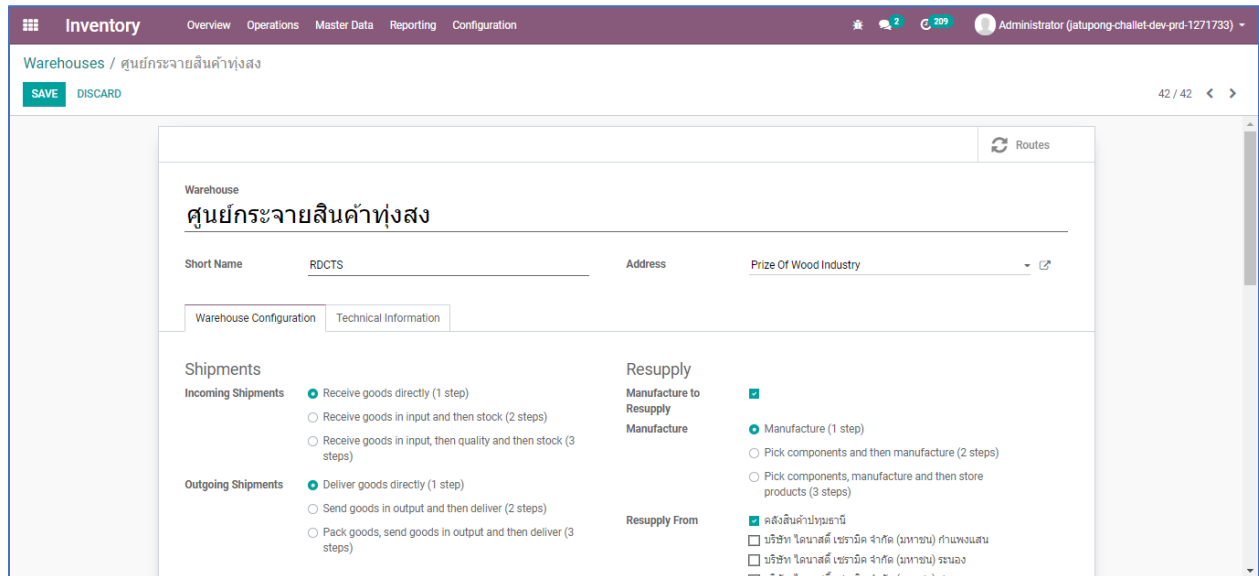 Inventory Overview Operations Master Data Reporting Configuration 2 209 Administrator (jatupong-challet-dev-prd-1271733)
Warehouses / ศูนย์กระจายสินค้าทุ่งสง
SAVE DISCARD 42 / 42
Routes
Warehouse
ศูนย์กระจายสินค้าทุ่งสง
Short Name RDCTS Address Prize Of Wood Industry
Warehouse Configuration Technical Information
Shipments
Incoming Shipments Receive goods directly (1 step)
Receive goods in input and then stock (2 steps)
Receive goods in input, then quality and then stock (3
steps)
Outgoing Shipments Deliver goods directly (1 step)
Send goods in output and then deliver (2 steps)
Pack goods, send goods in output and then deliver (3
steps)
Resupply
Manufacture to
Resupply
Manufacture Manufacture (1 step)
Pick components and then manufacture (2 steps)
Pick components, manufacture and then store
products (3 steps)
Resupply From คลังสินค้าปทุมธานี
บริษัท ไดนาสตี้ เซรามิค จำกัด (มหาชน) กำแพงแสน
บริษัท ไดนาสตี้ เซรามิค จำกัด (มหาชน) ระนอง